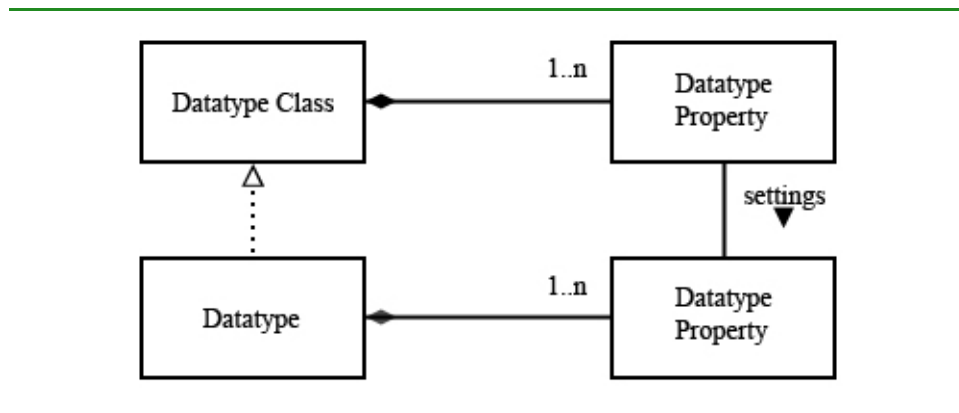 Datatype Class
1..n
Datatype
Property
settings
Datatype
1..n
Datatype
Property